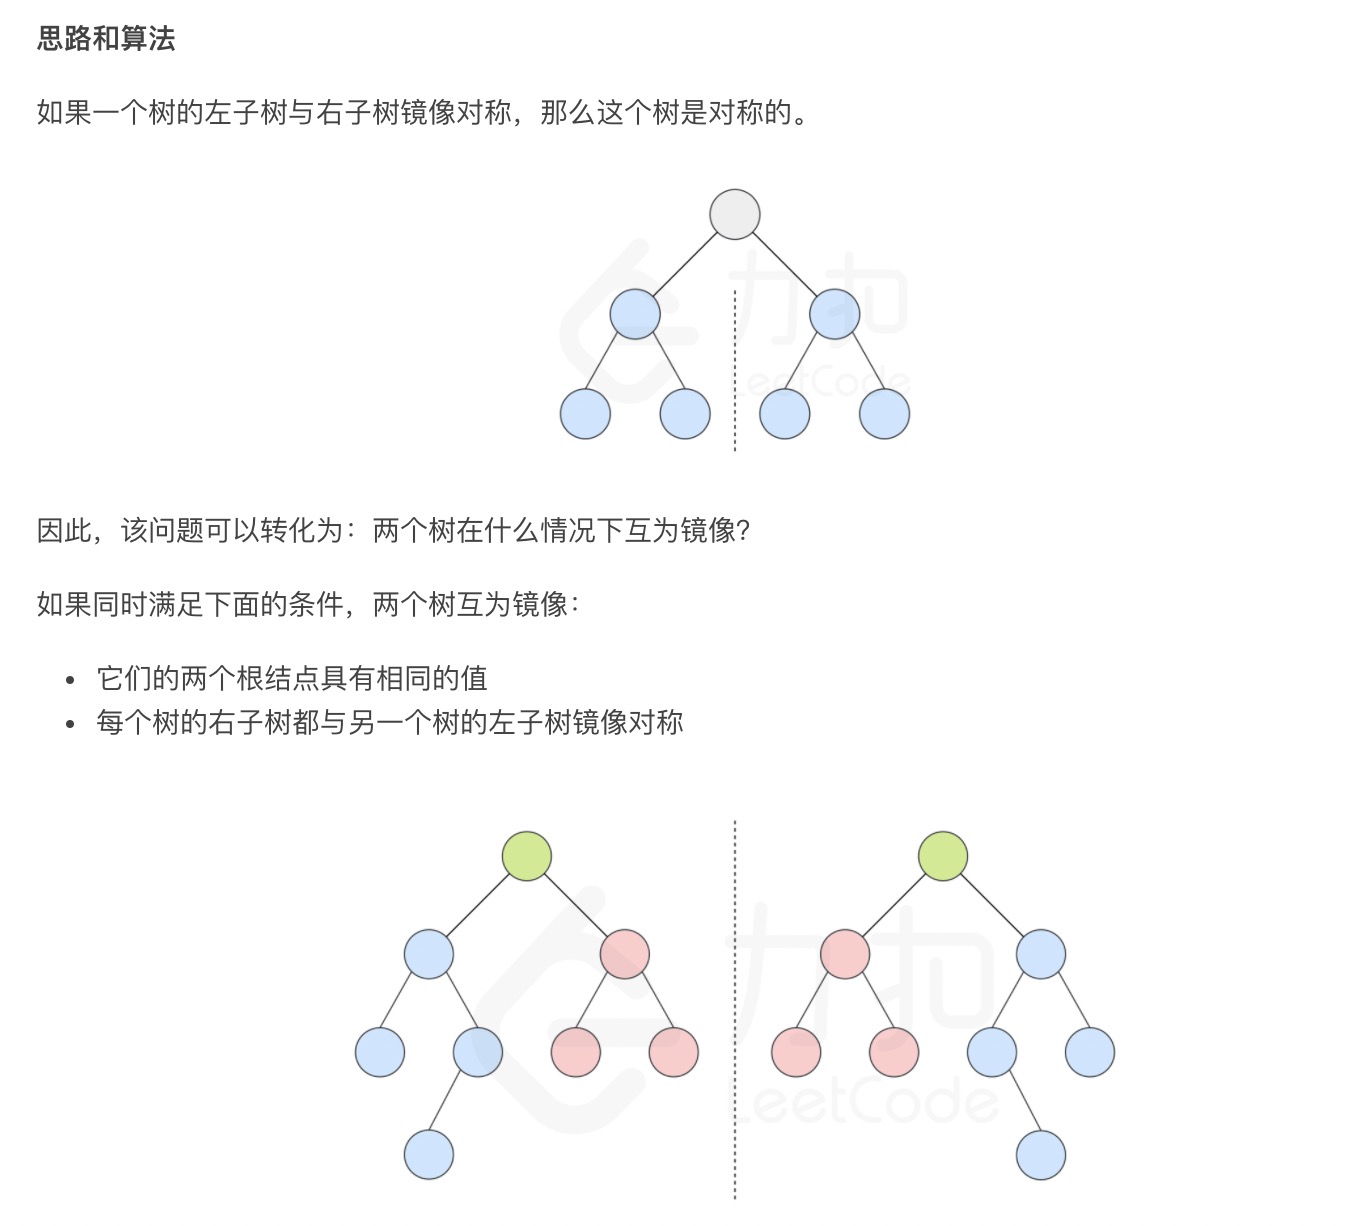 思路和算法
如果一个树的左子树与右子树镜像对称，那么这个树是对称的。
力扣
LeetCode
因此，该问题可以转化为：两个树在什么情况下互为镜像？
如果同时满足下面的条件，两个树互为镜像：
• 它们的两个根结点具有相同的值
• 每个树的右子树都与另一个树的左子树镜像对称
力扣
LeetCode